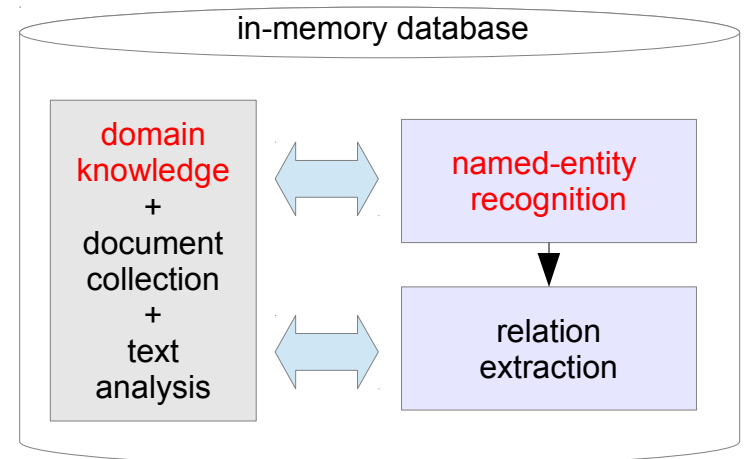 in-memory database
domain
knowledge
+
document
collection
+
text
analysis
named-entity
recognition
relation
extraction